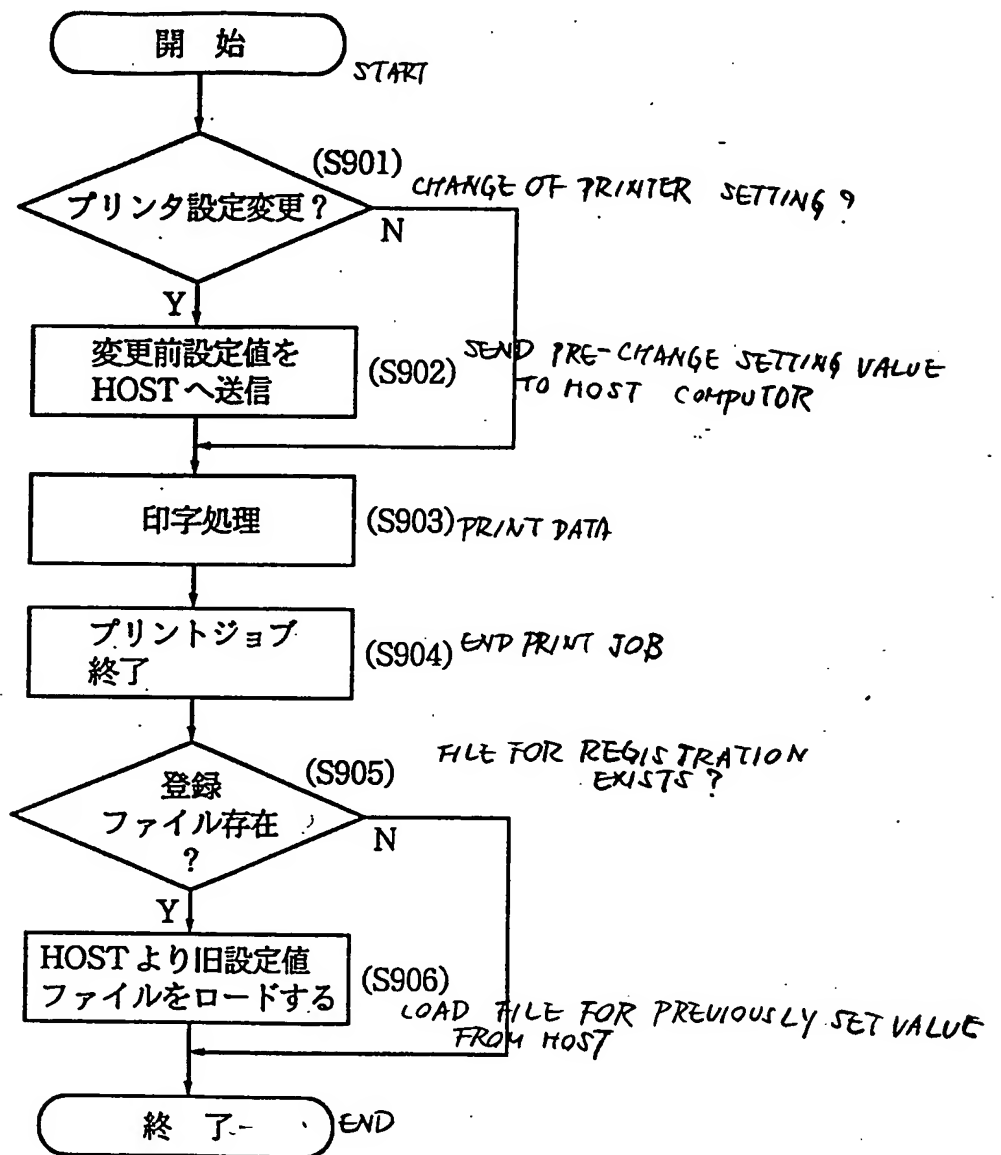 開 始
START
(S901)
プリンタ設定変更?
CHANGE OF PRINTER SETTING?
N
Y
変更前設定値を
HOSTへ送信
(S902)
SEND PRE-CHANGE SETTING VALUE
TO HOST COMPUTOR
印字処理
(S903)
PRINT DATA
プリントジョブ
終了
(S904)
END PRINT JOB
(S905)
FILE FOR REGISTRATION
EXISTS?
登録
ファイル存在
?
N
Y
HOSTより旧設定値
ファイルをロードする
(S906)
LOAD FILE FOR PREVIOUSLY SET VALUE
FROM HOST
終 了
END